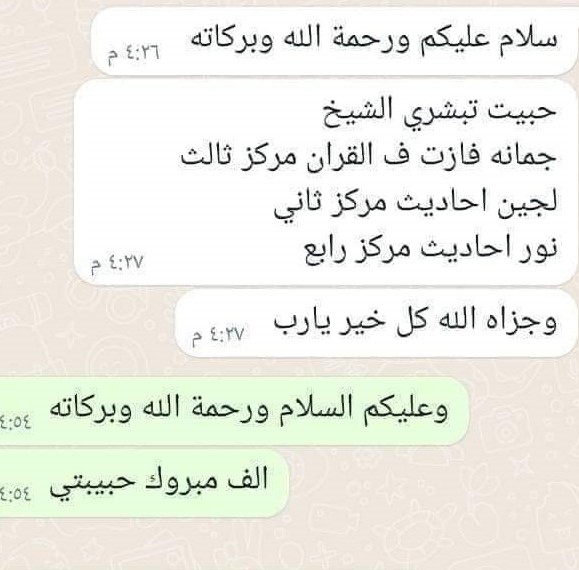 سلام عليكم ورحمة الله وبركاته
٤:٢٦ م
حبيت تبشري الشيخ
جمانه فازت ف القران مركز ثالث
لجين احاديث مركز ثاني
نور احاديث مركز رابع
٤:٢٧ م
وجزاه الله كل خير يارب
٤:٢٧ م
وعليكم السلام ورحمة الله وبركاته
٤:٥٤
الف مبروك حبيبتي
٤:٥٤